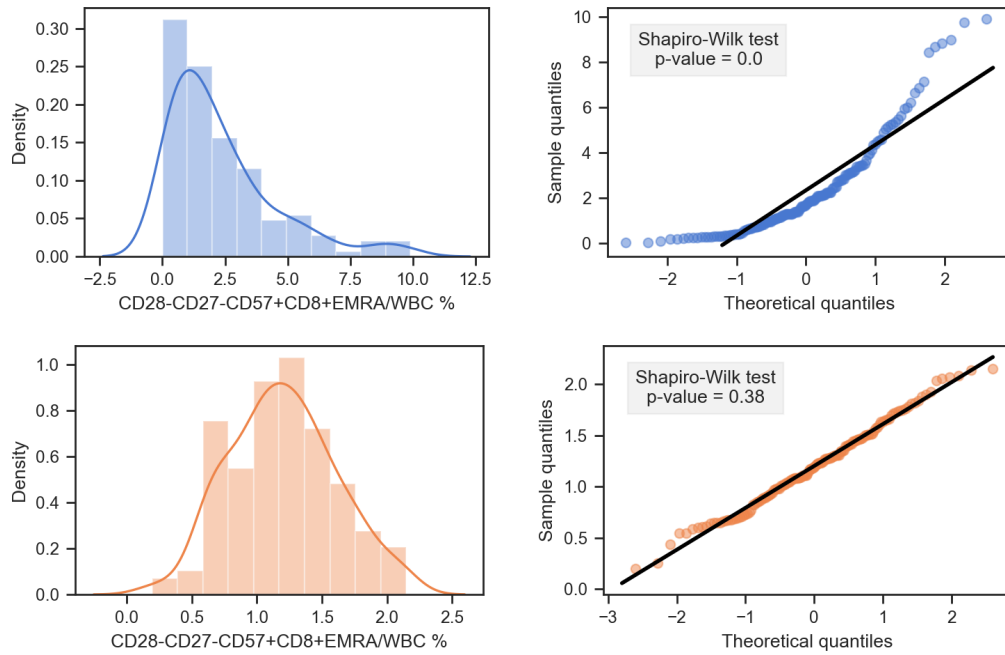 0.30
0.25
0.20
0.15
0.10
0.05
0.00
Density
−2.5 0.0 2.5 5.0 7.5 10.0 12.5
CD28-CD27-CD57+CD8+EMRA/WBC %
Shapiro-Wilk test
p-value = 0.0
10
8
6
4
2
0
Sample quantiles
−2 −1 0 1 2
Theoretical quantiles
1.0
0.8
0.6
0.4
0.2
0.0
Density
0.0 0.5 1.0 1.5 2.0 2.5
CD28-CD27-CD57+CD8+EMRA/WBC %
Shapiro-Wilk test
p-value = 0.38
2.0
1.5
1.0
0.5
0.0
Sample quantiles
−3 −2 −1 0 1 2
Theoretical quantiles